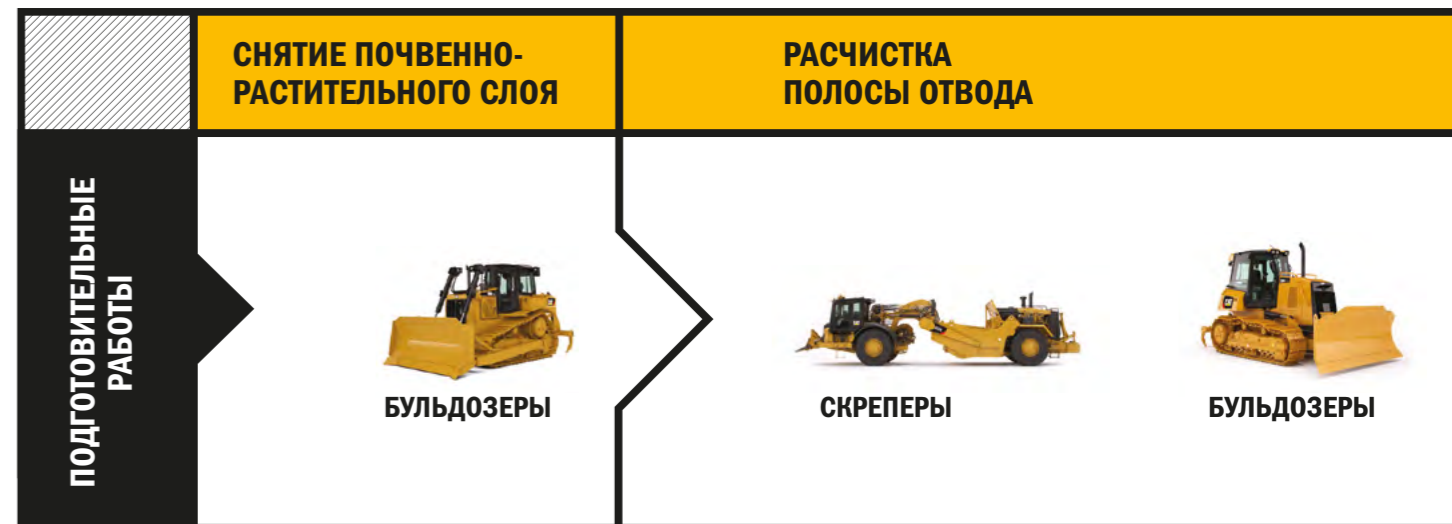 СНЯТИЕ ПОЧВЕННО-
РАСТИТЕЛЬНОГО СЛОЯ
РАСЧИСТКА
ПОЛОСЫ ОТВОДА
ПОДГОТОВИТЕЛЬНЫЕ
РАБОТЫ
БУЛЬДОЗЕРЫ
СКРЕПЕРЫ
БУЛЬДОЗЕРЫ